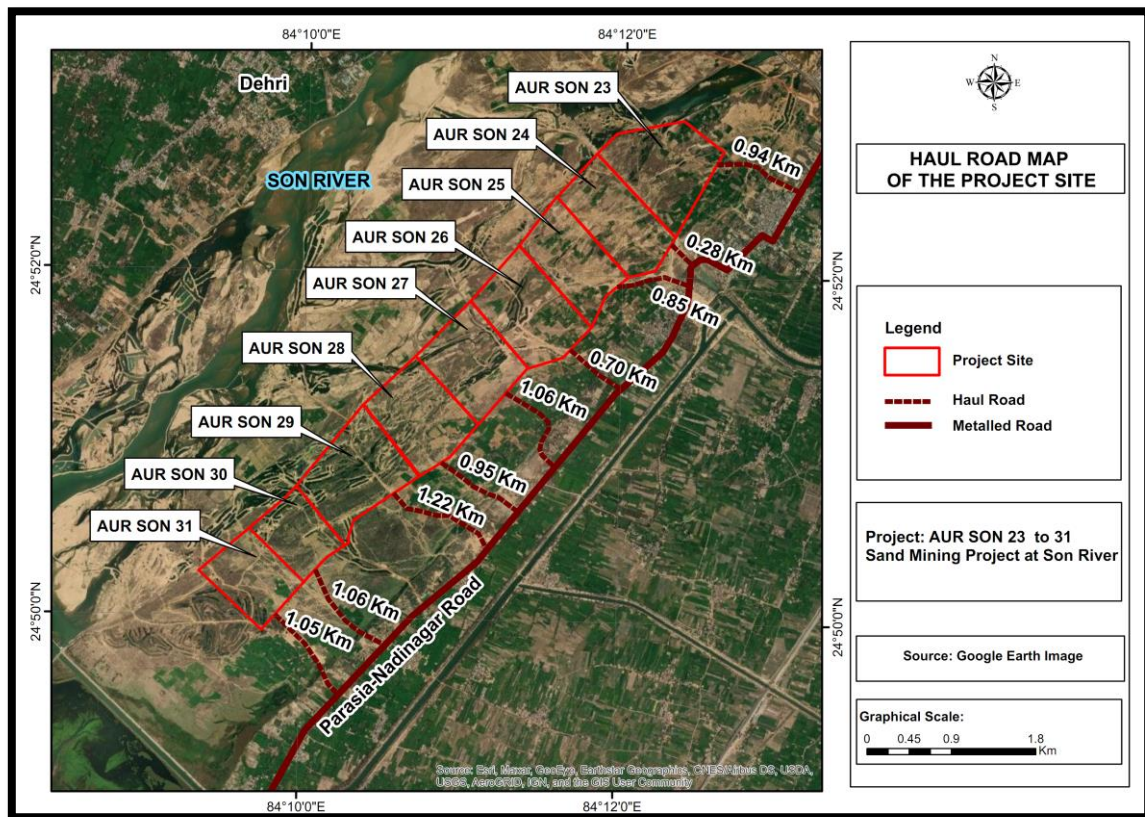 84°10'0"E
84°12'0"E
Dehri
AUR SON 23
AUR SON 24
0.94 Km
SON RIVER
AUR SON 25
AUR SON 26
0.28 Km
24°52'0"N
24°52'0"N
AUR SON 27
0.85 Km
AUR SON 28
0.70 Km
1.06 Km
AUR SON 29
0.95 Km
AUR SON 30
1.22 Km
AUR SON 31
1.06 Km
24°50'0"N
24°50'0"N
1.05 Km
Parasia-Nadinagar Road
Source: Esri, Maxar, GeoEye, Earthstar Geographics, CNES/Airbus DS, USDA,
USGS, AeroGRID, IGN, and the GIS User Community
84°10'0"E
84°12'0"E
N
W
E
S
HAUL ROAD MAP
OF THE PROJECT SITE
Legend
Project Site
Haul Road
Metalled Road
Project: AUR SON 23 to 31
Sand Mining Project at Son River
Source: Google Earth Image
Graphical Scale:
0 0.45 0.9 1.8
Km